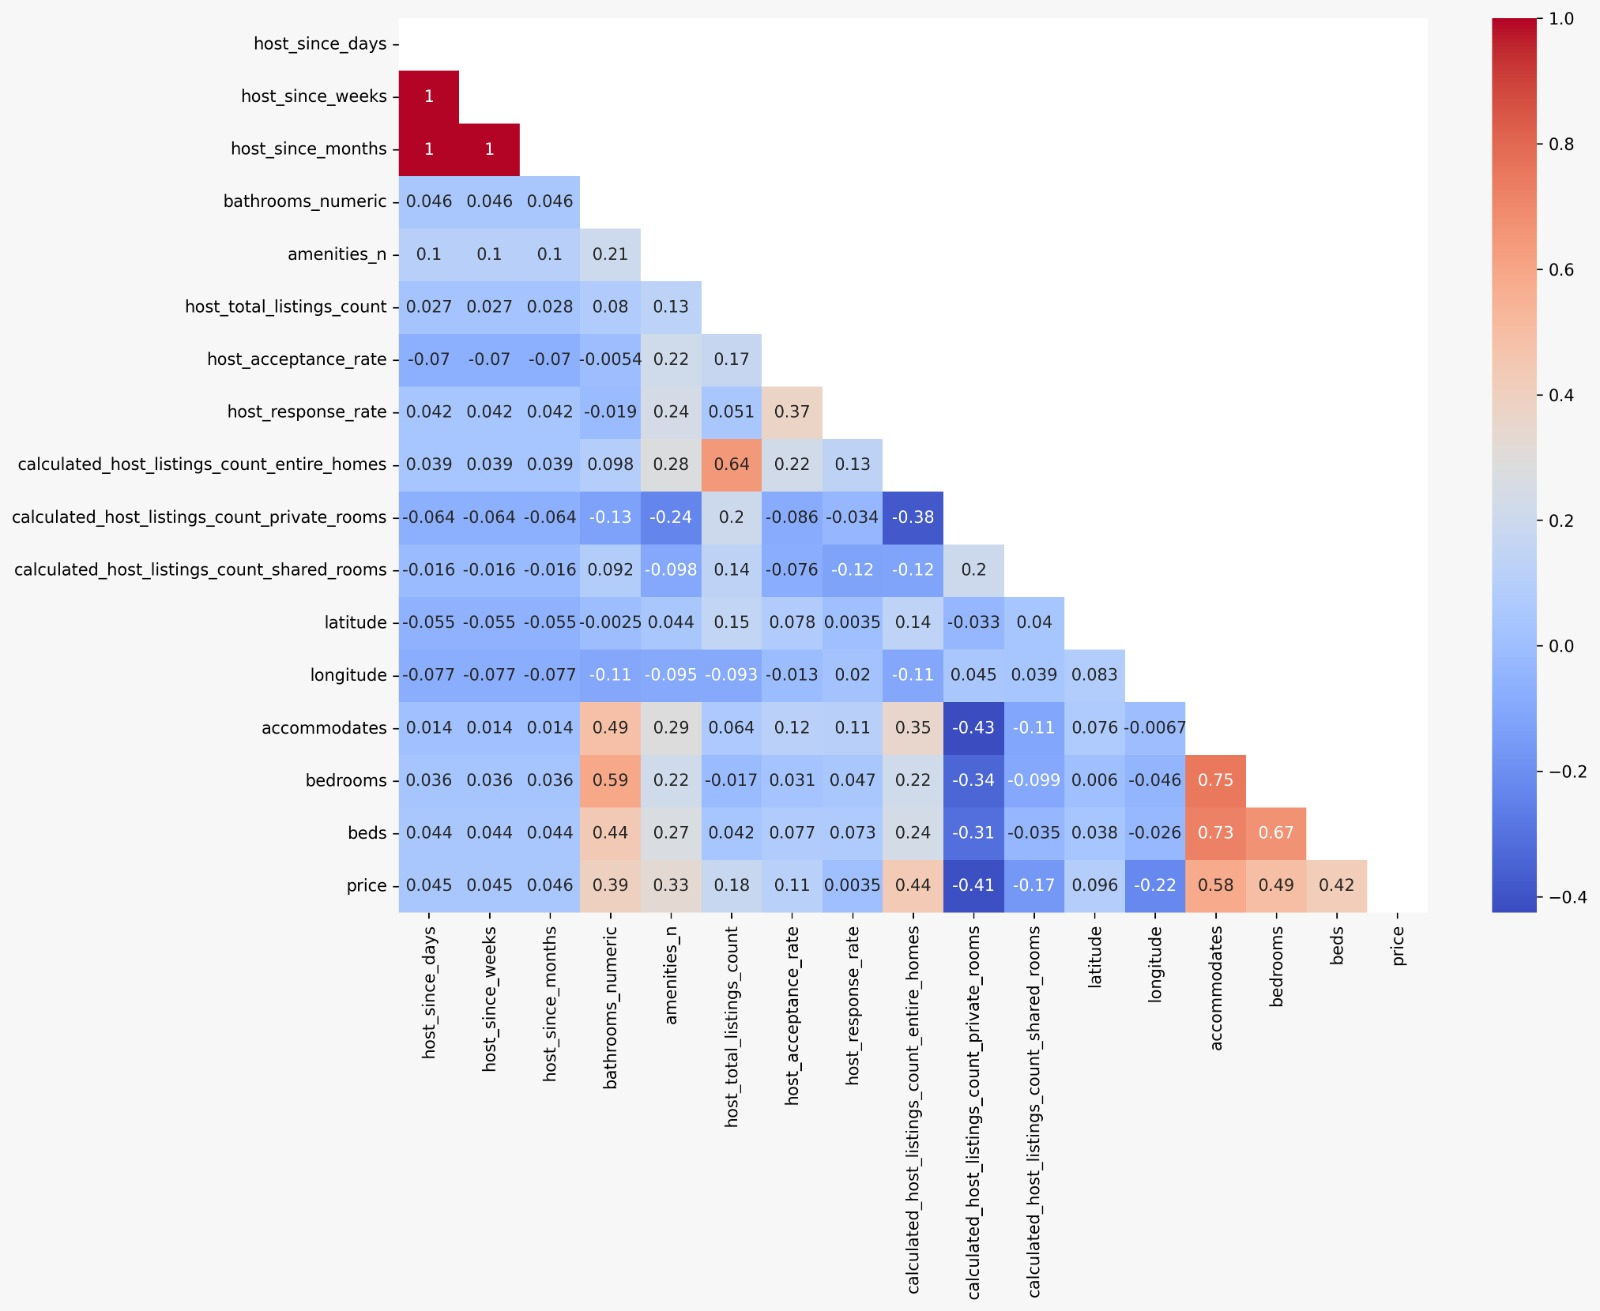 1.0
host_since_days
host_since_weeks 1
0.8
host_since_months 1 1
bathrooms_numeric 0.046 0.046 0.046
amenities_n 0.1 0.1 0.1 0.21
0.6
host_total_listings_count 0.027 0.027 0.028 0.08 0.13
host_acceptance_rate -0.07 -0.07 -0.07 -0.0054 0.22 0.17
0.4
host_response_rate 0.042 0.042 0.042 -0.019 0.24 0.051 0.37
calculated_host_listings_count_entire_homes 0.039 0.039 0.039 0.098 0.28 0.64 0.22 0.13
calculated_host_listings_count_private_rooms -0.064 -0.064 -0.064 -0.13 -0.24 0.2 -0.086 -0.034 -0.38
0.2
calculated_host_listings_count_shared_rooms -0.016 -0.016 -0.016 0.092 -0.098 0.14 -0.076 -0.12 -0.12 0.2
latitude -0.055 -0.055 -0.055 -0.0025 0.044 0.15 0.078 0.0035 0.14 -0.033 0.04
0.0
longitude -0.077 -0.077 -0.077 -0.11 -0.095 -0.093 -0.013 0.02 -0.11 0.045 0.039 0.083
accommodates 0.014 0.014 0.014 0.49 0.29 0.064 0.12 0.11 0.35 -0.43 -0.11 0.076 -0.0067
−0.2
bedrooms 0.036 0.036 0.036 0.59 0.22 -0.017 0.031 0.047 0.22 -0.34 -0.099 0.006 -0.046 0.75
beds 0.044 0.044 0.044 0.44 0.27 0.042 0.077 0.073 0.24 -0.31 -0.035 0.038 -0.026 0.73 0.67
price 0.045 0.045 0.046 0.39 0.33 0.18 0.11 0.0035 0.44 -0.41 -0.17 0.096 -0.22 0.58 0.49 0.42
−0.4
host_since_days
host_since_weeks
host_since_months
bathrooms_numeric
amenities_n
host_total_listings_count
host_acceptance_rate
host_response_rate
calculated_host_listings_count_entire_homes
calculated_host_listings_count_private_rooms
calculated_host_listings_count_shared_rooms
latitude
longitude
accommodates
bedrooms
beds
price